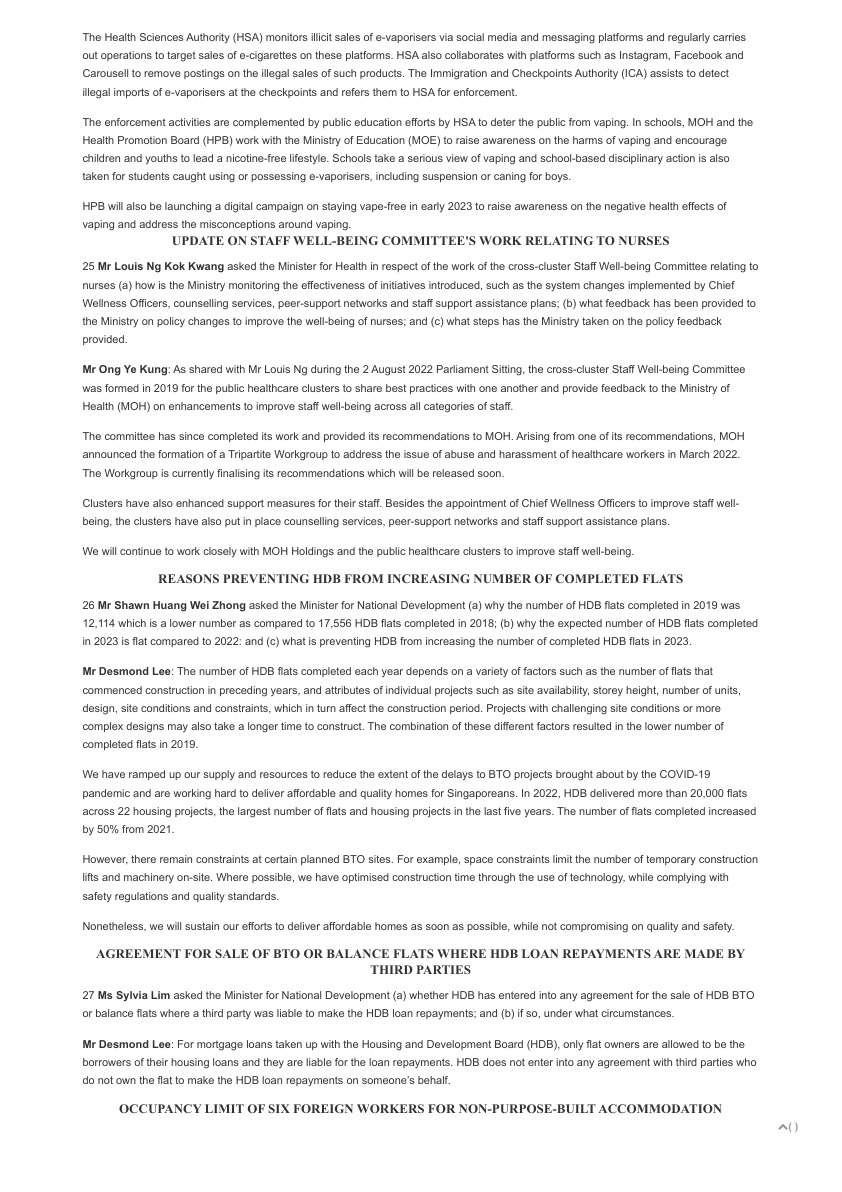 The Health Sciences Authority (HSA) monitors illicit sales of e-vaporisers via social media and messaging platforms and regularly carries
out operations to target sales of e-cigarettes on these platforms. HSA also collaborates with platforms such as Instagram, Facebook and
Carousell to remove postings on the illegal sales of such products. The Immigration and Checkpoints Authority (ICA) assists to detect
illegal imports of e-vaporisers at the checkpoints and refers them to HSA for enforcement.
The enforcement activities are complemented by public education efforts by HSA to deter the public from vaping. In schools, MOH and the
Health Promotion Board (HPB) work with the Ministry of Education (MOE) to raise awareness on the harms of vaping and encourage
children and youths to lead a nicotine-free lifestyle. Schools take a serious view of vaping and school-based disciplinary action is also
taken for students caught using or possessing e-vaporisers, including suspension or caning for boys.
HPB will also be launching a digital campaign on staying vape-free in early 2023 to raise awareness on the negative health effects of
vaping and address the misconceptions around vaping.
UPDATE ON STAFF WELL-BEING COMMITTEE'S WORK RELATING TO NURSES
25 Mr Louis Ng Kok Kwang asked the Minister for Health in respect of the work of the cross-cluster Staff Well-being Committee relating to
nurses (a) how is the Ministry monitoring the effectiveness of initiatives introduced, such as the system changes implemented by Chief
Wellness Officers, counselling services, peer-support networks and staff support assistance plans; (b) what feedback has been provided to
the Ministry on policy changes to improve the well-being of nurses; and (c) what steps has the Ministry taken on the policy feedback
provided.
Mr Ong Ye Kung: As shared with Mr Louis Ng during the 2 August 2022 Parliament Sitting, the cross-cluster Staff Well-being Committee
was formed in 2019 for the public healthcare clusters to share best practices with one another and provide feedback to the Ministry of
Health (MOH) on enhancements to improve staff well-being across all categories of staff.
The committee has since completed its work and provided its recommendations to MOH. Arising from one of its recommendations, MOH
announced the formation of a Tripartite Workgroup to address the issue of abuse and harassment of healthcare workers in March 2022.
The Workgroup is currently finalising its recommendations which will be released soon.
Clusters have also enhanced support measures for their staff. Besides the appointment of Chief Wellness Officers to improve staff well-
being, the clusters have also put in place counselling services, peer-support networks and staff support assistance plans.
We will continue to work closely with MOH Holdings and the public healthcare clusters to improve staff well-being.
REASONS PREVENTING HDB FROM INCREASING NUMBER OF COMPLETED FLATS
26 Mr Shawn Huang Wei Zhong asked the Minister for National Development (a) why the number of HDB flats completed in 2019 was
12,114 which is a lower number as compared to 17,556 HDB flats completed in 2018; (b) why the expected number of HDB flats completed
in 2023 is flat compared to 2022: and (c) what is preventing HDB from increasing the number of completed HDB flats in 2023.
Mr Desmond Lee: The number of HDB flats completed each year depends on a variety of factors such as the number of flats that
commenced construction in preceding years, and attributes of individual projects such as site availability, storey height, number of units,
design, site conditions and constraints, which in turn affect the construction period. Projects with challenging site conditions or more
complex designs may also take a longer time to construct. The combination of these different factors resulted in the lower number of
completed flats in 2019.
We have ramped up our supply and resources to reduce the extent of the delays to BTO projects brought about by the COVID-19
pandemic and are working hard to deliver affordable and quality homes for Singaporeans. In 2022, HDB delivered more than 20,000 flats
across 22 housing projects, the largest number of flats and housing projects in the last five years. The number of flats completed increased
by 50% from 2021.
However, there remain constraints at certain planned BTO sites. For example, space constraints limit the number of temporary construction
lifts and machinery on-site. Where possible, we have optimised construction time through the use of technology, while complying with
safety regulations and quality standards.
Nonetheless, we will sustain our efforts to deliver affordable homes as soon as possible, while not compromising on quality and safety.
AGREEMENT FOR SALE OF BTO OR BALANCE FLATS WHERE HDB LOAN REPAYMENTS ARE MADE BY
THIRD PARTIES
27 Ms Sylvia Lim asked the Minister for National Development (a) whether HDB has entered into any agreement for the sale of HDB BTO
or balance flats where a third party was liable to make the HDB loan repayments; and (b) if so, under what circumstances.
Mr Desmond Lee: For mortgage loans taken up with the Housing and Development Board (HDB), only flat owners are allowed to be the
borrowers of their housing loans and they are liable for the loan repayments. HDB does not enter into any agreement with third parties who
do not own the flat to make the HDB loan repayments on someone’s behalf.
OCCUPANCY LIMIT OF SIX FOREIGN WORKERS FOR NON-PURPOSE-BUILT ACCOMMODATION
( )